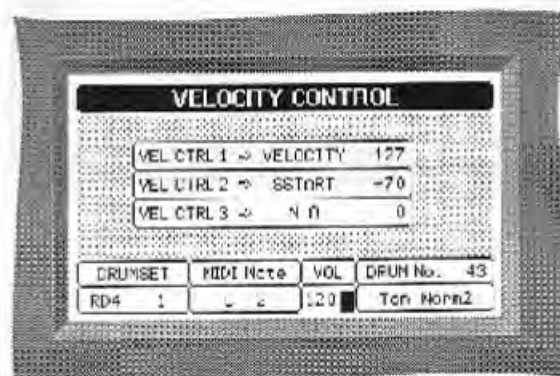 VELOCITY CONTROL
VEL CTRL 1 → VELOCITY 127
VEL CTRL 2 → SSTART -70
VEL CTRL 3 → N A 0
DRUMSET MIDI Note VOL DRUM No. 43
RD4 1 120 Tom Norm2